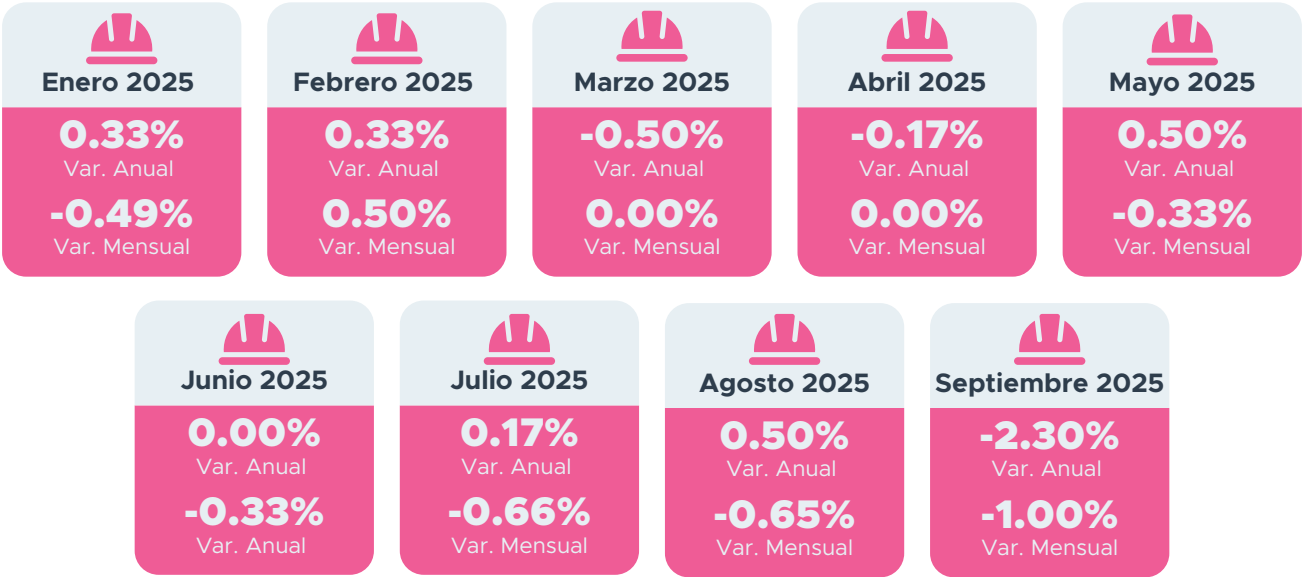 Enero 2025
0.33%
Var. Anual
-0.49%
Var. Mensual
Febrero 2025
0.33%
Var. Anual
0.50%
Var. Mensual
Marzo 2025
-0.50%
Var. Anual
0.00%
Var. Mensual
Abril 2025
-0.17%
Var. Anual
0.00%
Var. Mensual
Mayo 2025
0.50%
Var. Anual
-0.33%
Var. Mensual
Junio 2025
0.00%
Var. Anual
-0.33%
Var. Anual
Julio 2025
0.17%
Var. Anual
-0.66%
Var. Mensual
Agosto 2025
0.50%
Var. Anual
-0.65%
Var. Mensual
Septiembre 2025
-2.30%
Var. Anual
-1.00%
Var. Mensual